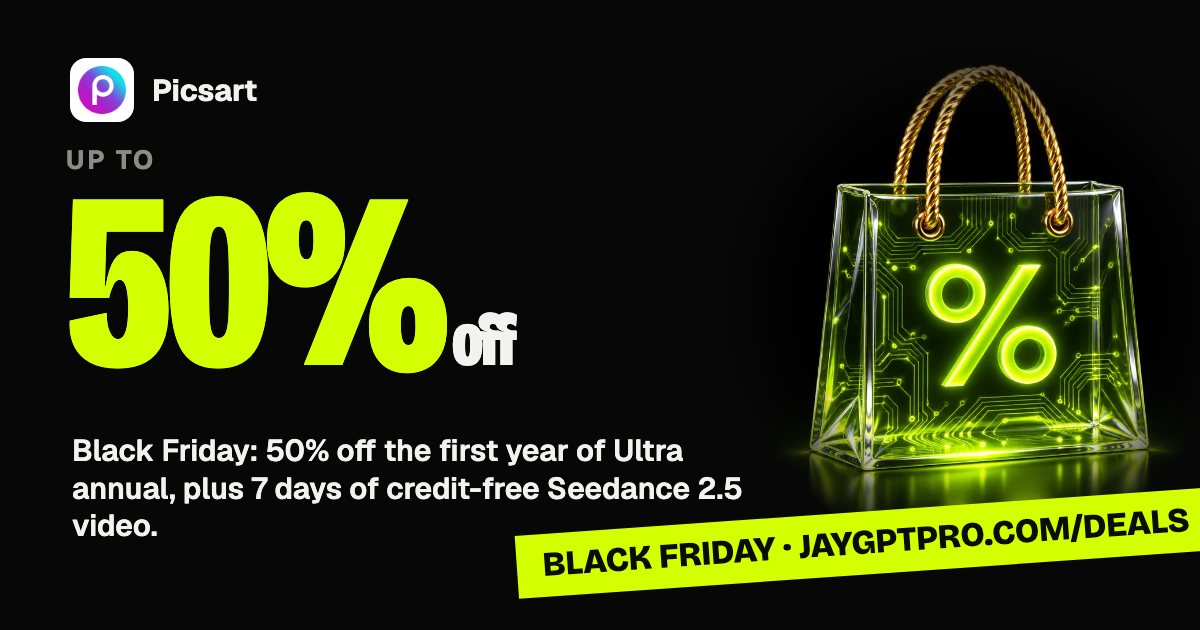 Picsart
UP TO
50% off
Black Friday: 50% off the first year of Ultra
annual, plus 7 days of credit-free Seedance 2.5
video.
%
BLACK FRIDAY · JAYGPTPRO.COM/DEALS